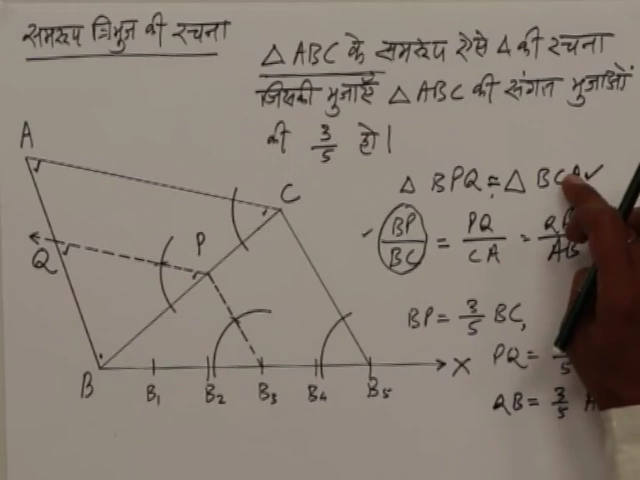 समरूप त्रिभुज की रचना
△ ABC के समरूप ऐसे △ की रचना
जिसकी भुजाएँ △ ABC की संगत भुजाओं
की 3/5 हो।
△ BPQ ≅ △ BCA ✓
✓ BP/BC = PQ/CA = QB/AB
BP = 3/5 BC,
PQ = /5
QB = 3/5 A
A
C
P
Q
B
B₁
B₂
B₃
B₄
B₅
X